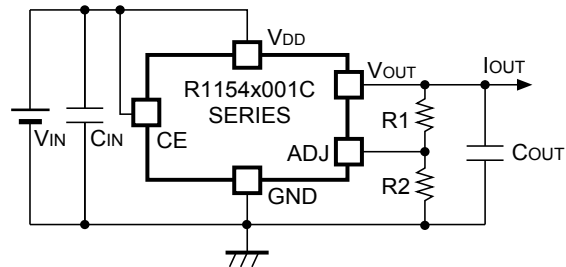 VDD
R1154x001C
SERIES
VOUT
IOUT
R1
VIN
CIN
CE
ADJ
COUT
R2
GND